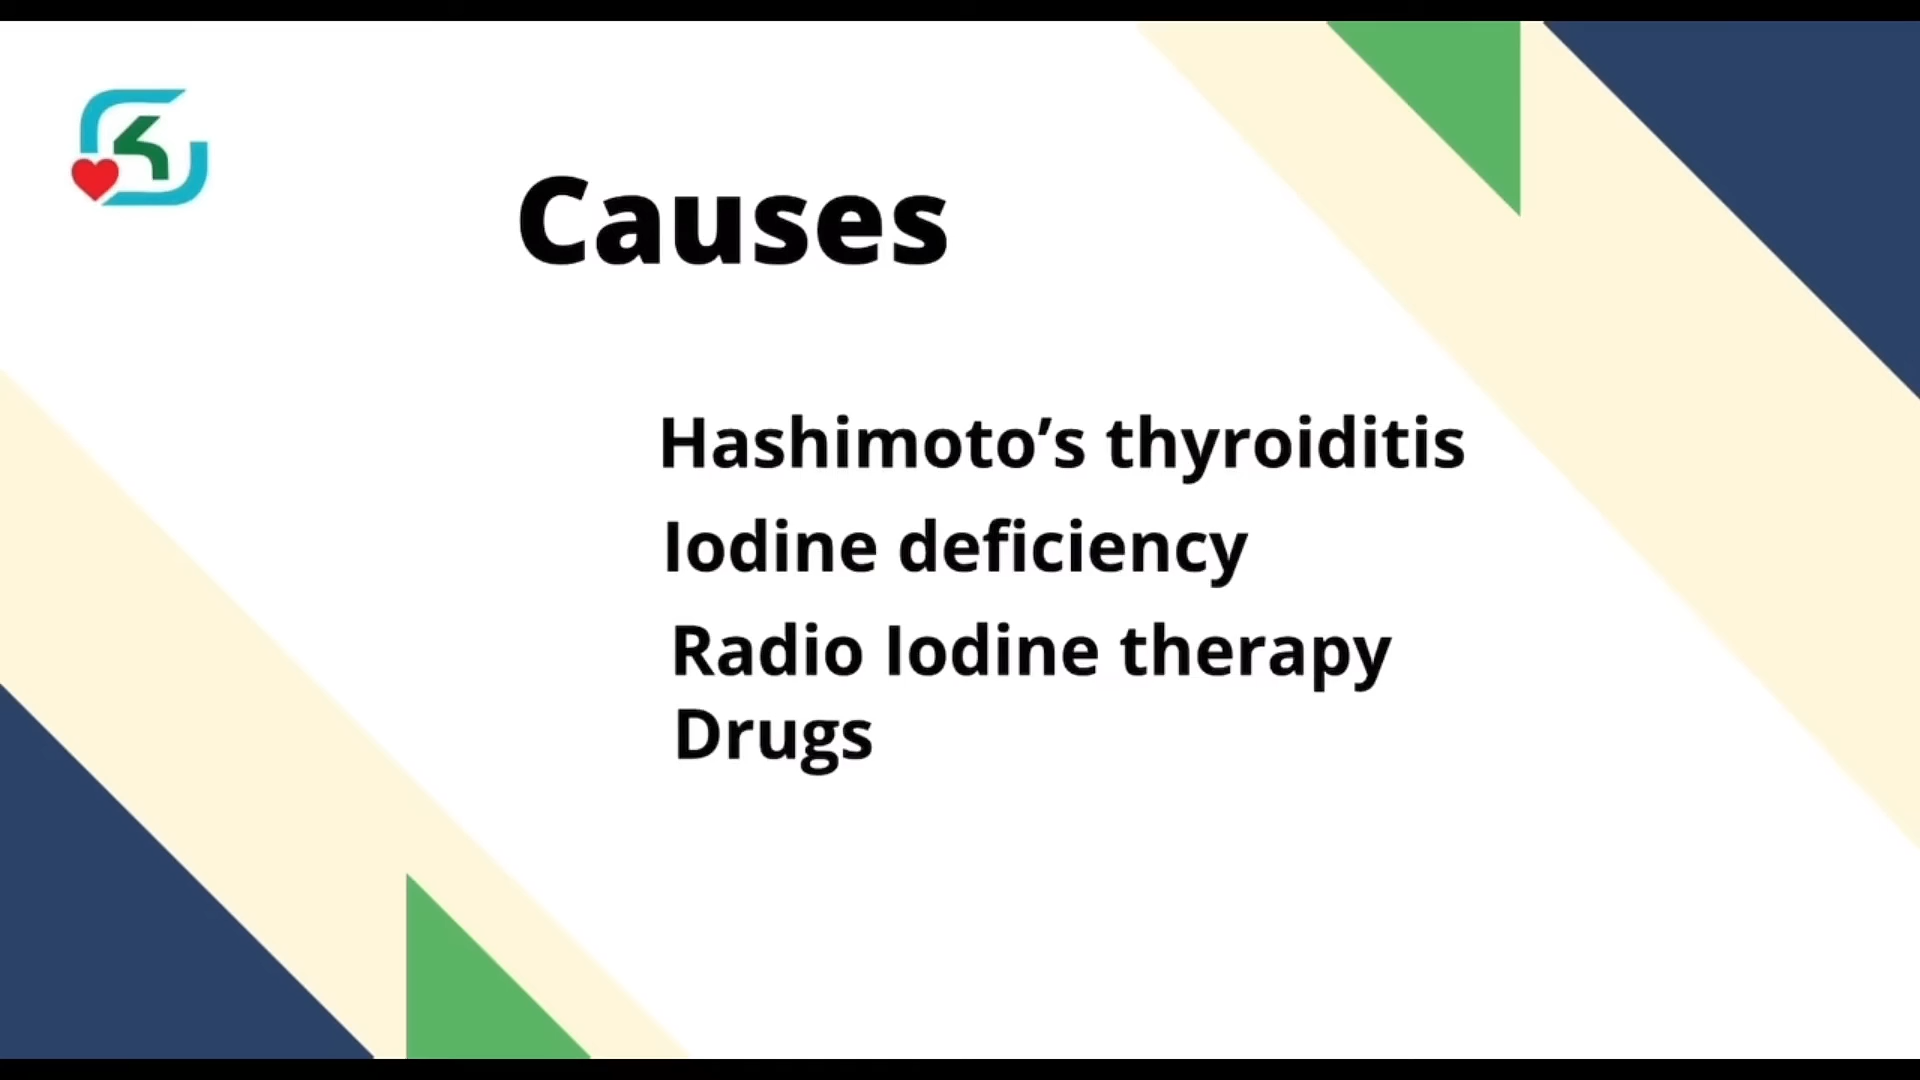 Causes
Hashimoto’s thyroiditis
Iodine deficiency
Radio Iodine therapy
Drugs